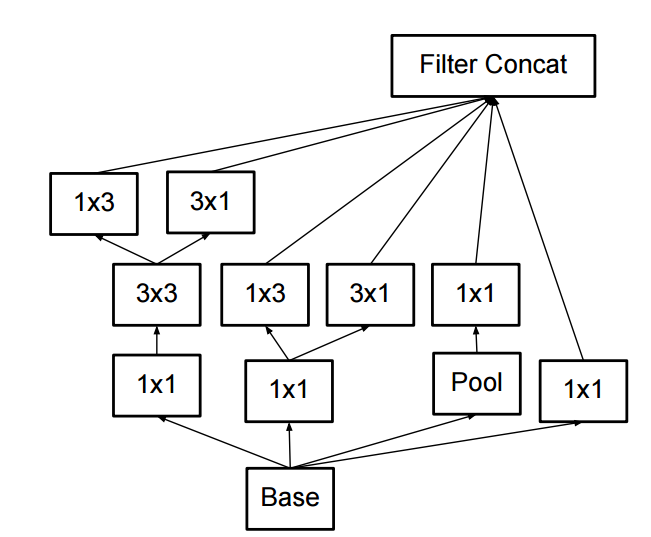 Filter Concat
1x3
3x1
3x3
1x3
3x1
1x1
1x1
1x1
Pool
1x1
Base